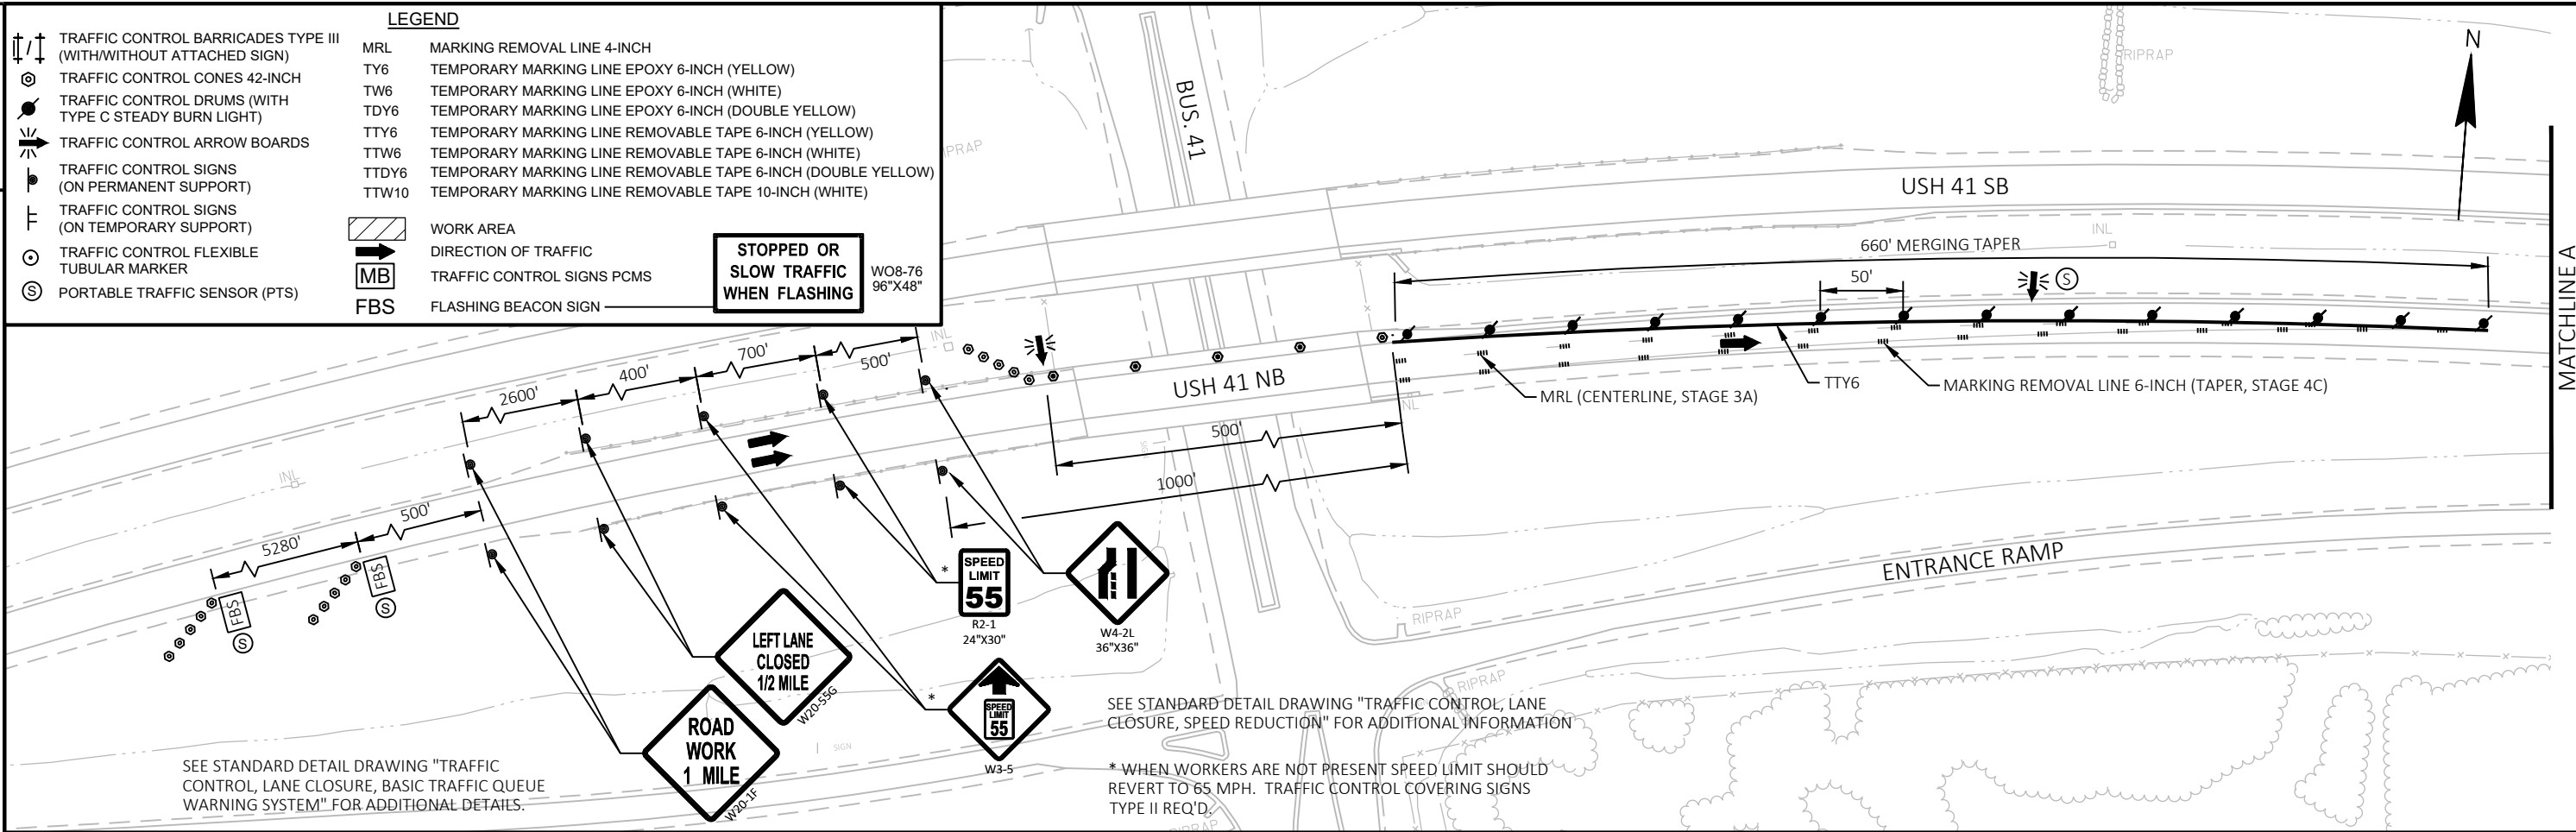 LEGEND
TRAFFIC CONTROL BARRICADES TYPE III
(WITH/WITHOUT ATTACHED SIGN)
TRAFFIC CONTROL CONES 42-INCH
TRAFFIC CONTROL DRUMS (WITH
TYPE C STEADY BURN LIGHT)
TRAFFIC CONTROL ARROW BOARDS
TRAFFIC CONTROL SIGNS
(ON PERMANENT SUPPORT)
TRAFFIC CONTROL SIGNS
(ON TEMPORARY SUPPORT)
TRAFFIC CONTROL FLEXIBLE
TUBULAR MARKER
S PORTABLE TRAFFIC SENSOR (PTS)
MRL MARKING REMOVAL LINE 4-INCH
TY6 TEMPORARY MARKING LINE EPOXY 6-INCH (YELLOW)
TW6 TEMPORARY MARKING LINE EPOXY 6-INCH (WHITE)
TDY6 TEMPORARY MARKING LINE EPOXY 6-INCH (DOUBLE YELLOW)
TTY6 TEMPORARY MARKING LINE REMOVABLE TAPE 6-INCH (YELLOW)
TTW6 TEMPORARY MARKING LINE REMOVABLE TAPE 6-INCH (WHITE)
TTDY6 TEMPORARY MARKING LINE REMOVABLE TAPE 6-INCH (DOUBLE YELLOW)
TTW10 TEMPORARY MARKING LINE REMOVABLE TAPE 10-INCH (WHITE)
WORK AREA
DIRECTION OF TRAFFIC
MB TRAFFIC CONTROL SIGNS PCMS
FBS FLASHING BEACON SIGN
STOPPED OR
SLOW TRAFFIC
WHEN FLASHING
WO8-76
96"X48"
RIPRAP
BUS. 41
RIPRAP
N
USH 41 SB
INL
660' MERGING TAPER
50'
S
MATCHLINE A
INL
2600'
400'
700'
500'
USH 41 NB
INL
TTY6
MRL (CENTERLINE, STAGE 3A)
MARKING REMOVAL LINE 6-INCH (TAPER, STAGE 4C)
500'
1000'
INL
5280'
500'
FBS
S
FBS
S
*
SPEED
LIMIT
55
R2-1
24"X30"
W4-2L
36"X36"
ENTRANCE RAMP
RIPRAP
RIPRAP
LEFT LANE
CLOSED
1/2 MILE
W20-55G
ROAD
WORK
1 MILE
W20-1F
*
SPEED
LIMIT
55
W3-5
SIGN
SEE STANDARD DETAIL DRAWING "TRAFFIC
CONTROL, LANE CLOSURE, BASIC TRAFFIC QUEUE
WARNING SYSTEM" FOR ADDITIONAL DETAILS.
SEE STANDARD DETAIL DRAWING "TRAFFIC CONTROL, LANE
CLOSURE, SPEED REDUCTION" FOR ADDITIONAL INFORMATION
* WHEN WORKERS ARE NOT PRESENT SPEED LIMIT SHOULD
REVERT TO 65 MPH. TRAFFIC CONTROL COVERING SIGNS
TYPE II REQ'D.
RIPRAP